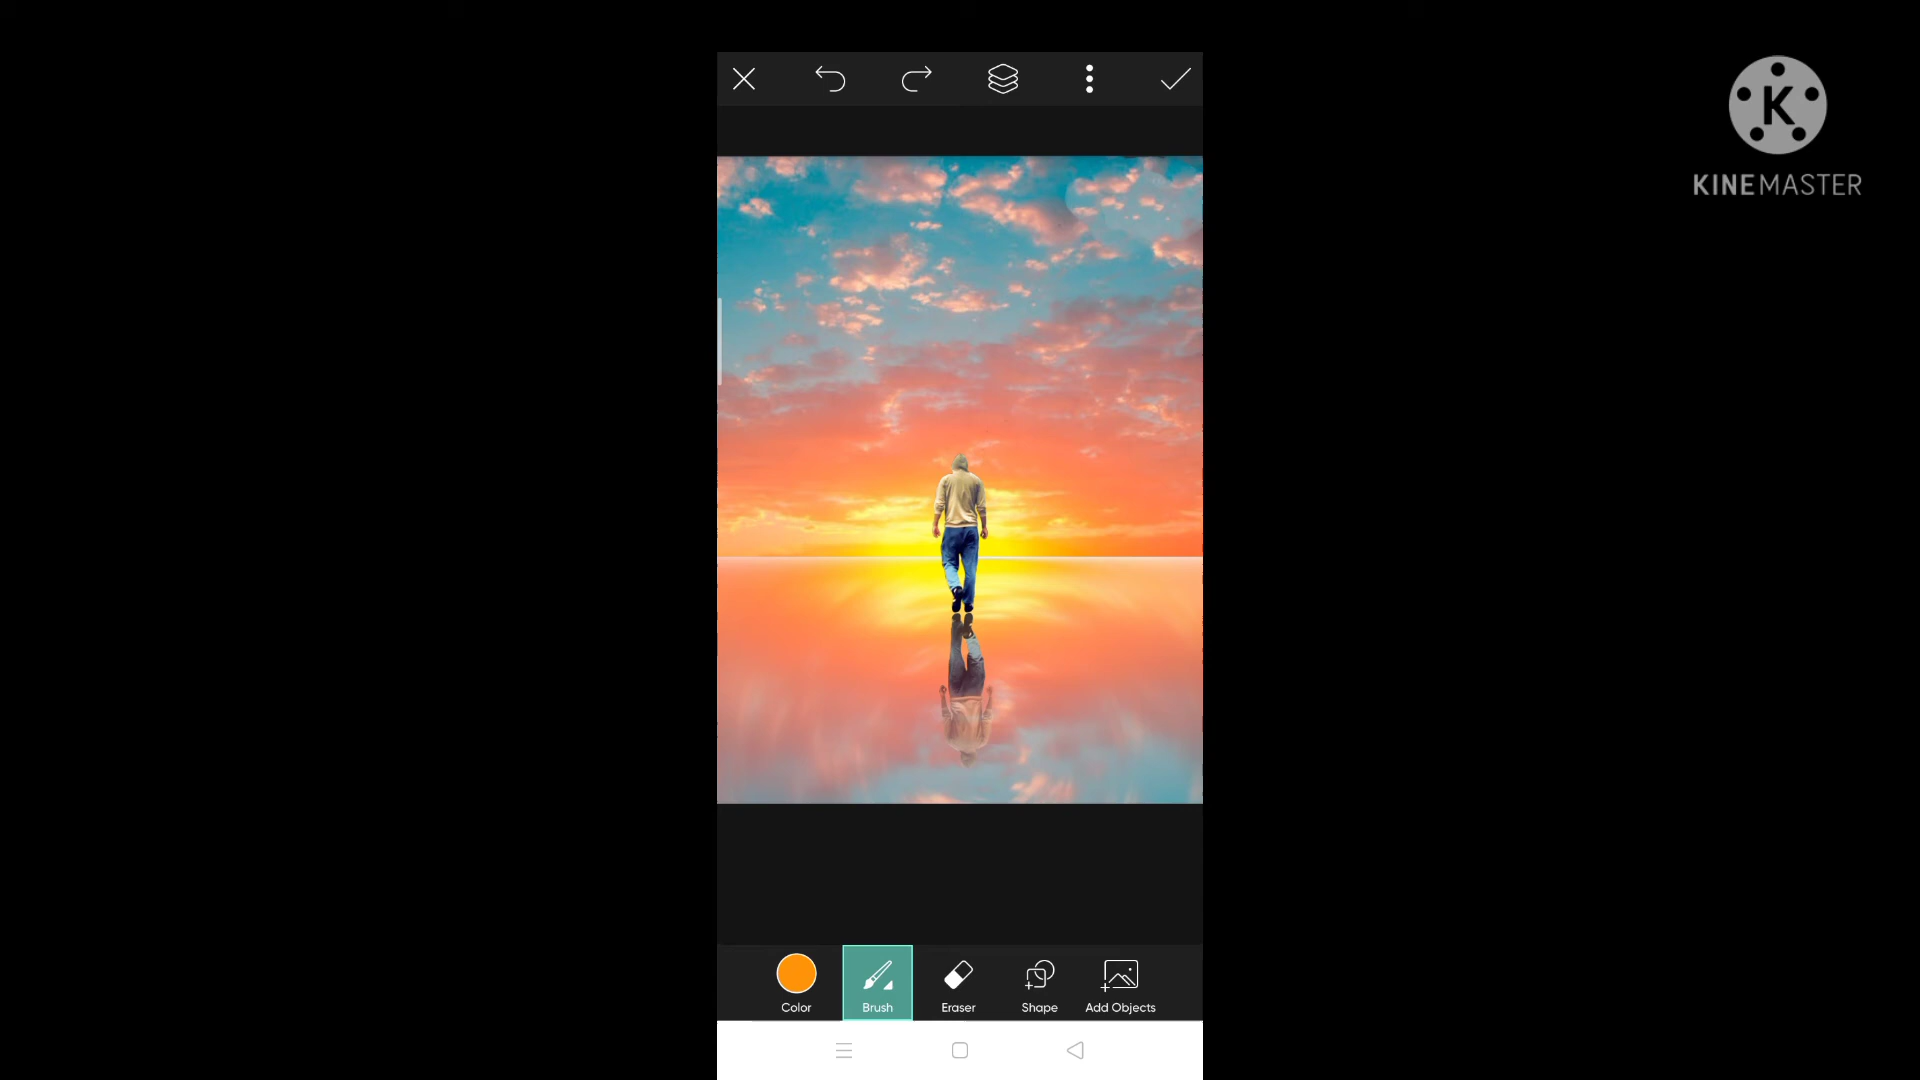 K
KINEMASTER
Color
Brush
Eraser
Shape
Add Objects